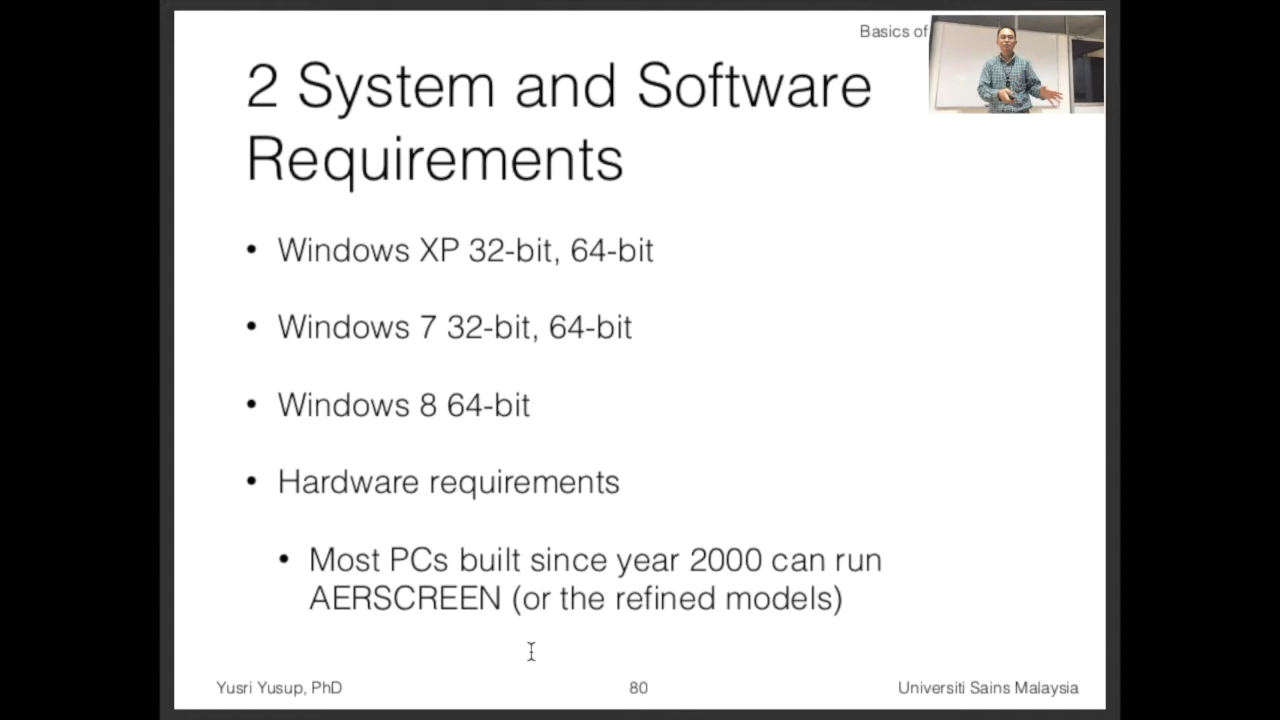 Basics of
2 System and Software
Requirements
• Windows XP 32-bit, 64-bit
• Windows 7 32-bit, 64-bit
• Windows 8 64-bit
• Hardware requirements
• Most PCs built since year 2000 can run
AERSCREEN (or the refined models)
Yusri Yusup, PhD
80
Universiti Sains Malaysia